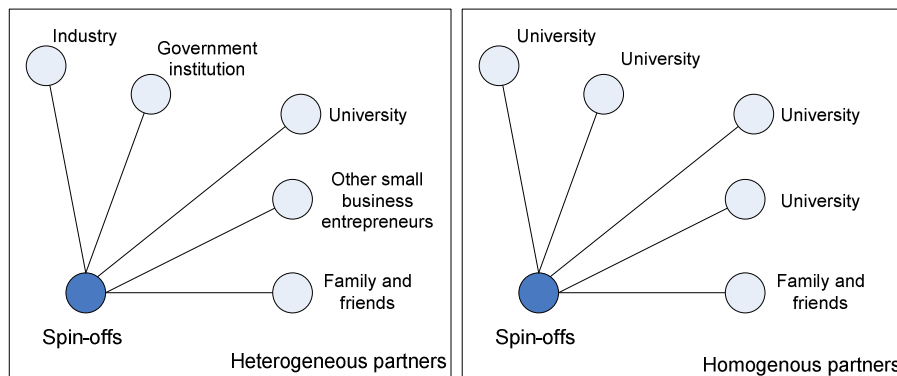 Industry
Government
institution
University
Other small
business
entrepreneurs
Family and
friends
Spin-offs
Heterogeneous partners
University
University
University
University
Family and
friends
Spin-offs
Homogenous partners